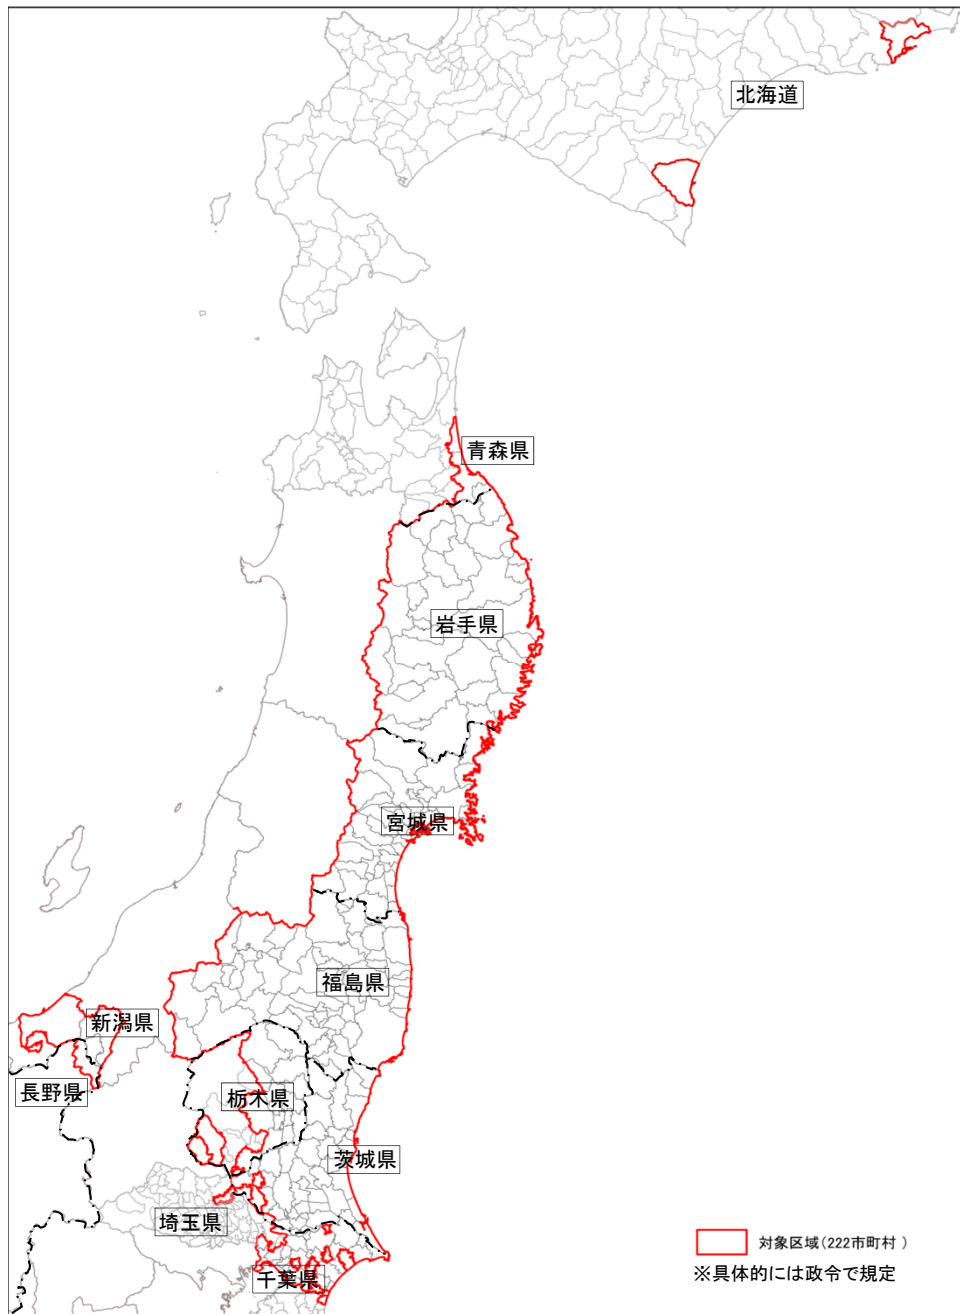 北海道
青森県
岩手県
宮城県
福島県
新潟県
長野県
栃木県
茨城県
埼玉県
千葉県
対象区域(222市町村 )
※具体的には政令で規定